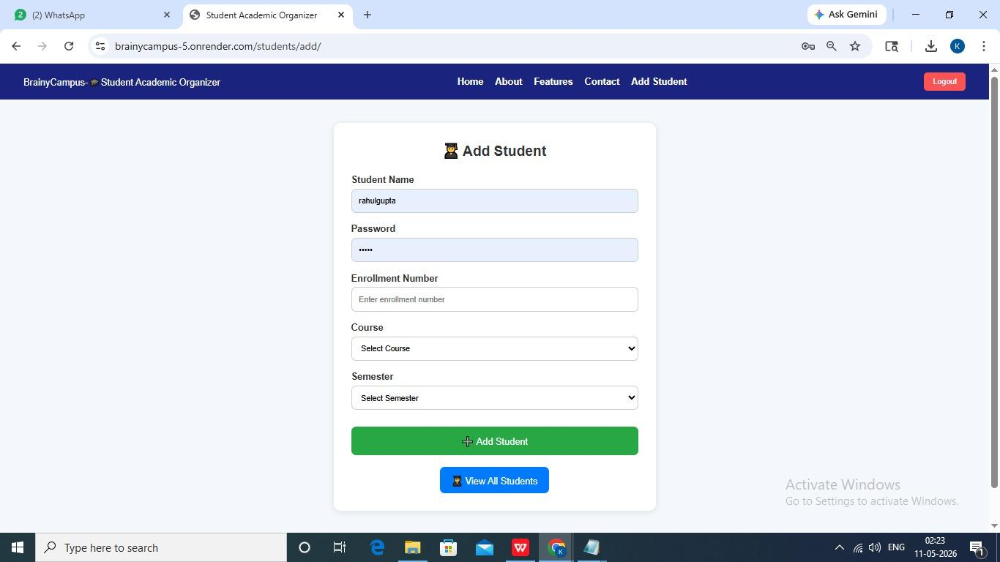 (2) WhatsApp
Student Academic Organizer
Ask Gemini
brainycampus-5.onrender.com/students/add/
K
BrainyCampus-🎓Student Academic Organizer
Home About Features Contact Add Student
Logout
Add Student
Student Name
rahulgupta
Password
•••••
Enrollment Number
Enter enrollment number
Course
Select Course
Semester
Select Semester
Add Student
View All Students
Activate Windows
Go to Settings to activate Windows.
Type here to search
ENG
02:23
11-05-2026
1